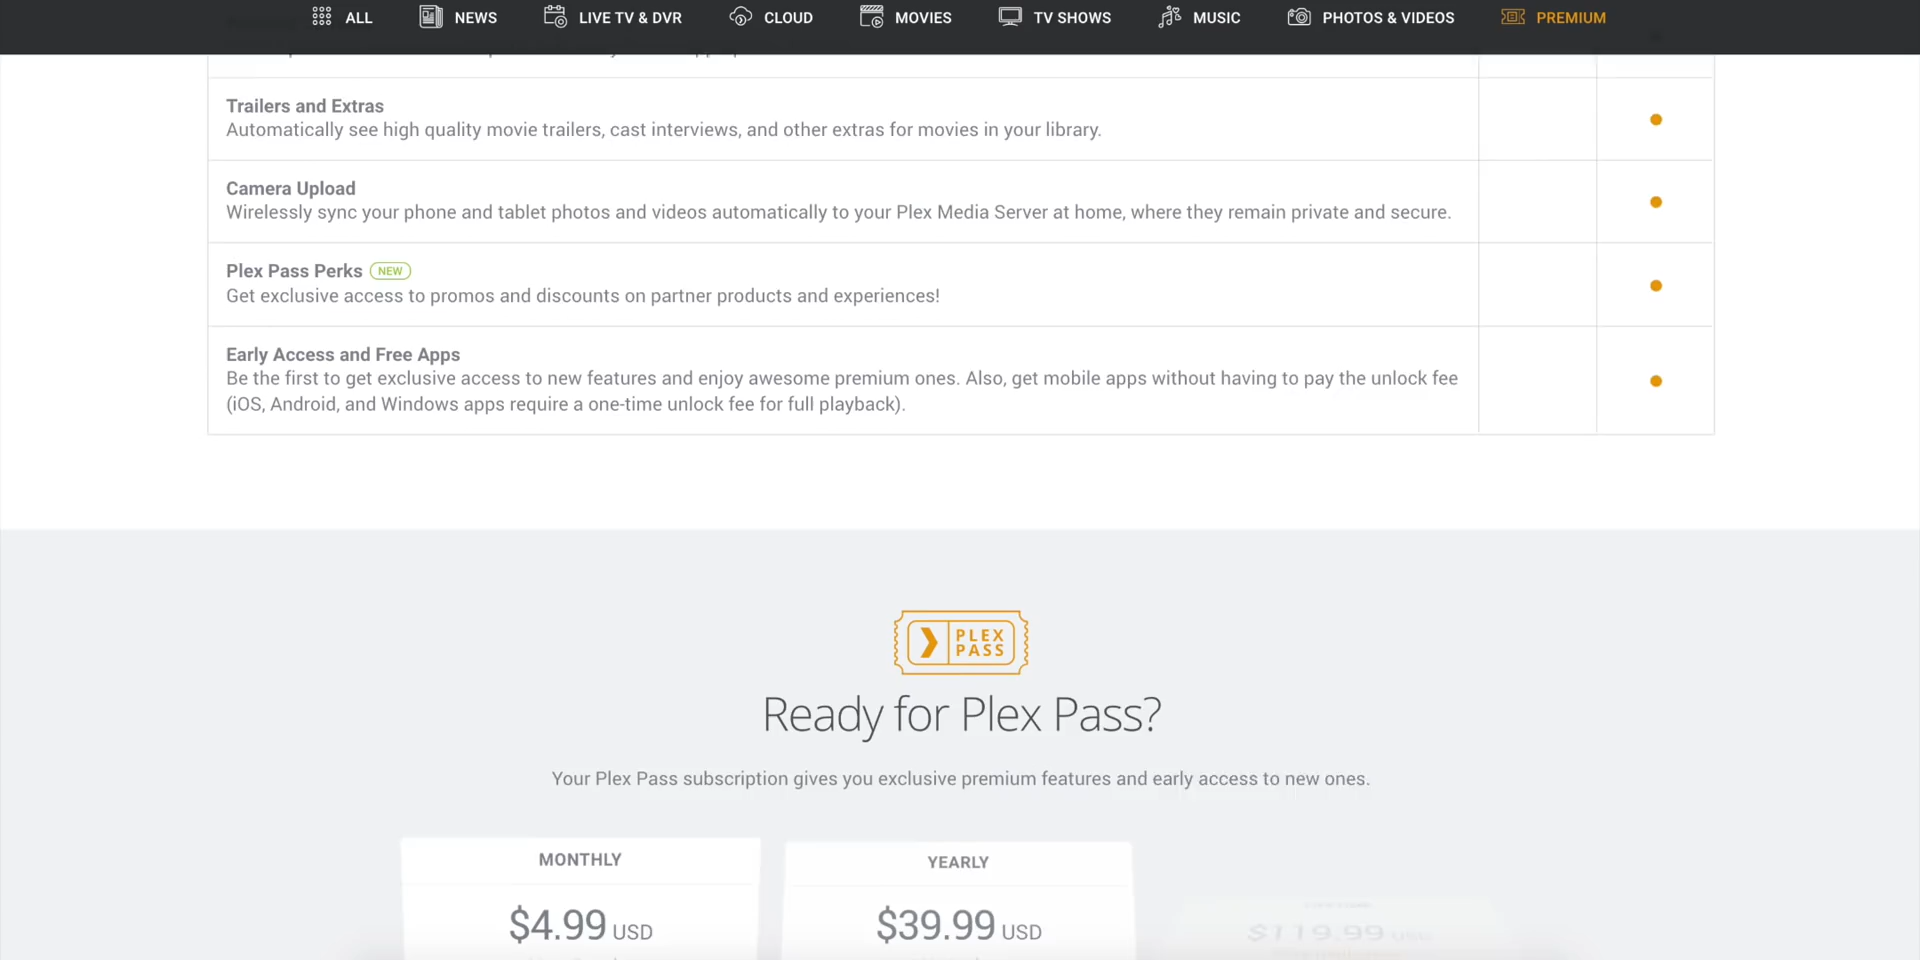 ALL
NEWS
LIVE TV & DVR
CLOUD
MOVIES
TV SHOWS
MUSIC
PHOTOS & VIDEOS
PREMIUM
Trailers and Extras
Automatically see high quality movie trailers, cast interviews, and other extras for movies in your library.
Camera Upload
Wirelessly sync your phone and tablet photos and videos automatically to your Plex Media Server at home, where they remain private and secure.
Plex Pass Perks NEW
Get exclusive access to promos and discounts on partner products and experiences!
Early Access and Free Apps
Be the first to get exclusive access to new features and enjoy awesome premium ones. Also, get mobile apps without having to pay the unlock fee
(iOS, Android, and Windows apps require a one-time unlock fee for full playback).
PLEX
PASS
Ready for Plex Pass?
Your Plex Pass subscription gives you exclusive premium features and early access to new ones.
MONTHLY
$4.99 USD
YEARLY
$39.99 USD
$119.99 USD